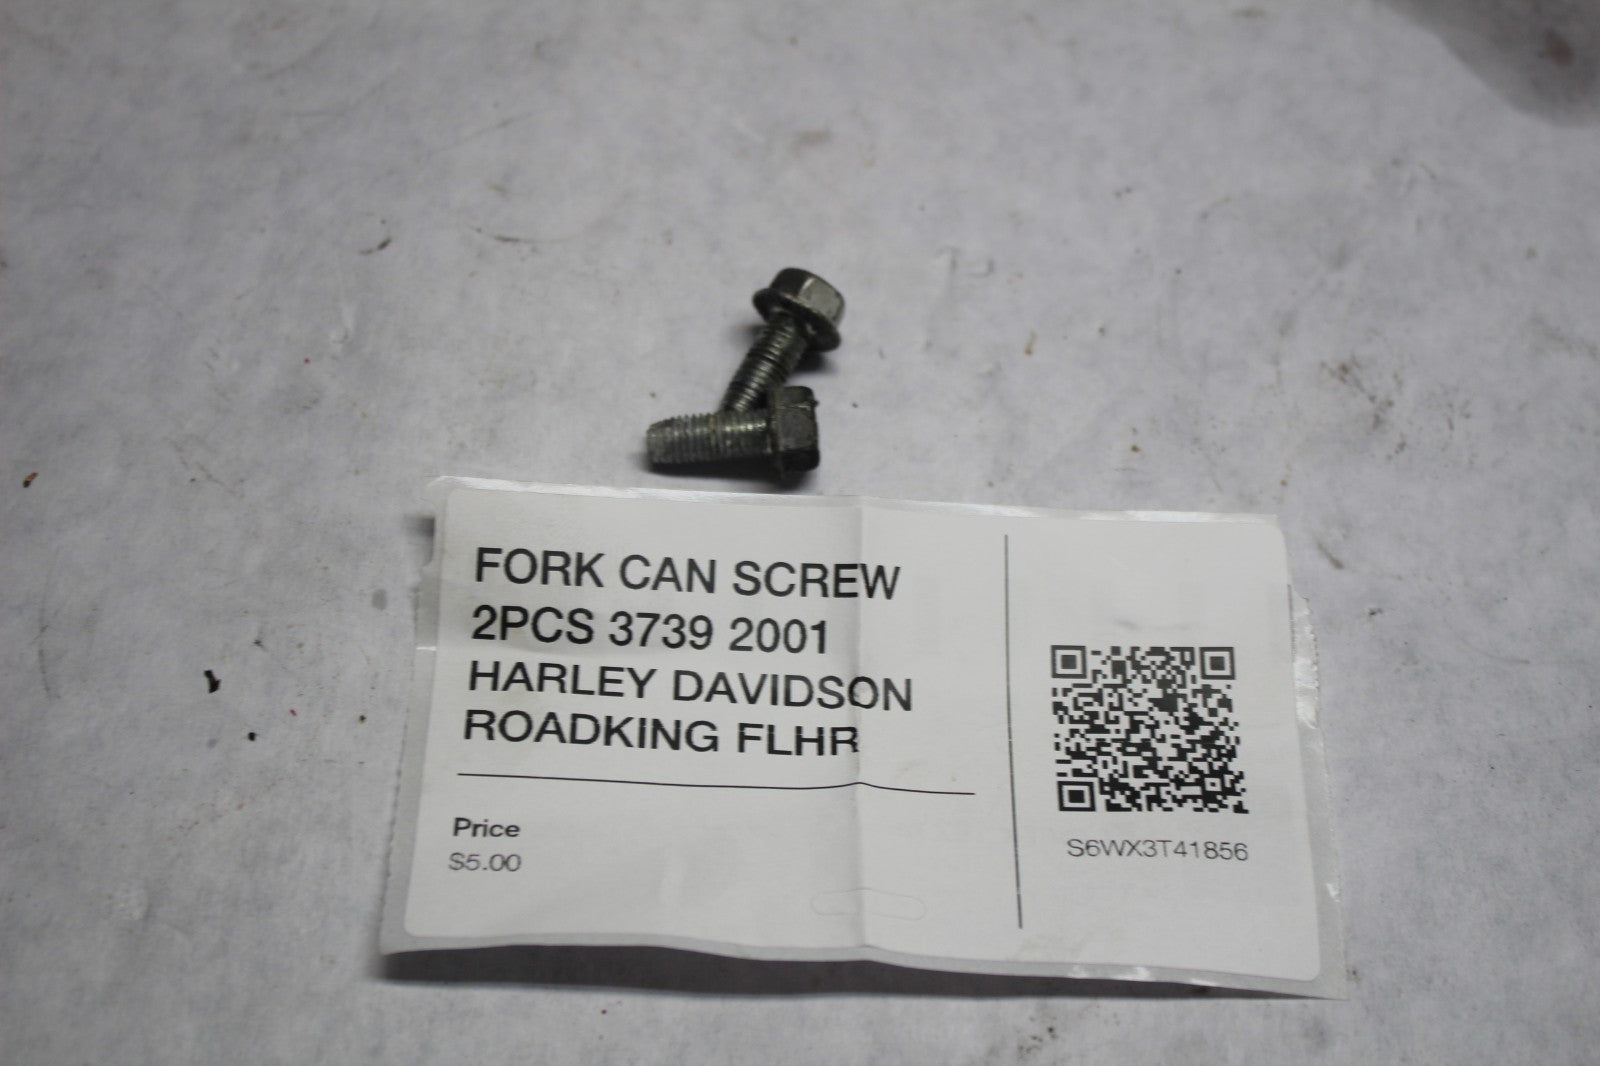 FORK CAN SCREW
2PCS 3739 2001
HARLEY DAVIDSON
ROADKING FLHR
Price
$5.00
S6WX3T41856